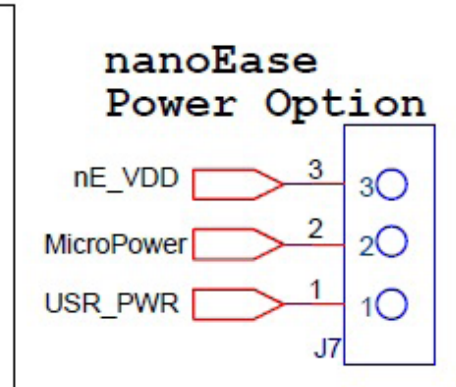 nanoEase
Power Option
nE_VDD 3 3
MicroPower 2 2
USR_PWR 1 1
J7